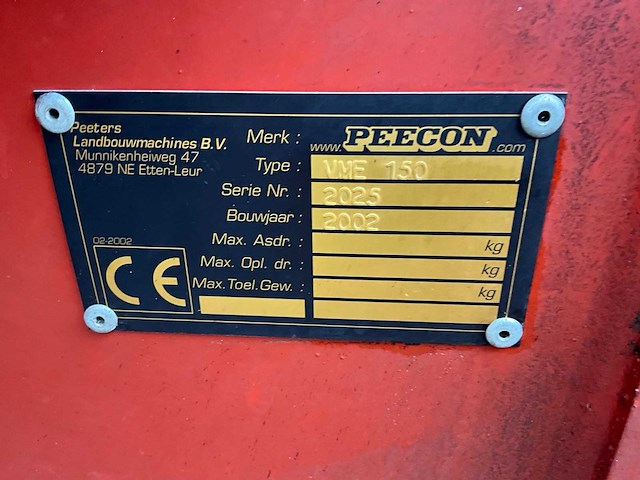 Peeters
Landbouwmachines B.V.
Munnikenheiweg 47
4879 NE Etten-Leur
Merk : www.PEECON.com
Type : VME 150
Serie Nr. : 2025
Bouwjaar : 2002
Max. Asdr. : kg
Max. Opl. dr. : kg
Max. Toel. Gew. : kg
02-2002
CE